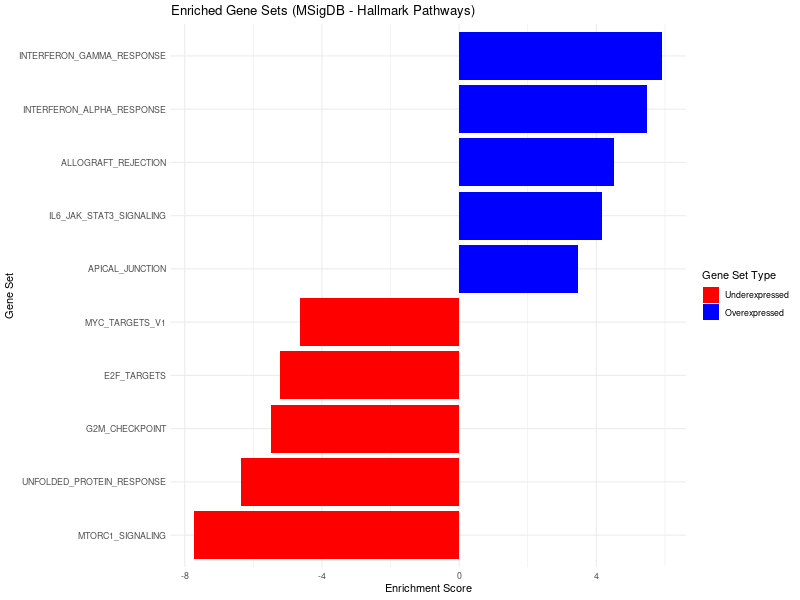 Enriched Gene Sets (MSigDB - Hallmark Pathways)
INTERFERON_GAMMA_RESPONSE
INTERFERON_ALPHA_RESPONSE
ALLOGRAFT_REJECTION
IL6_JAK_STAT3_SIGNALING
APICAL_JUNCTION
MYC_TARGETS_V1
E2F_TARGETS
G2M_CHECKPOINT
UNFOLDED_PROTEIN_RESPONSE
MTORC1_SIGNALING
Gene Set
-8 -4 0 4
Enrichment Score
Gene Set Type
Underexpressed
Overexpressed